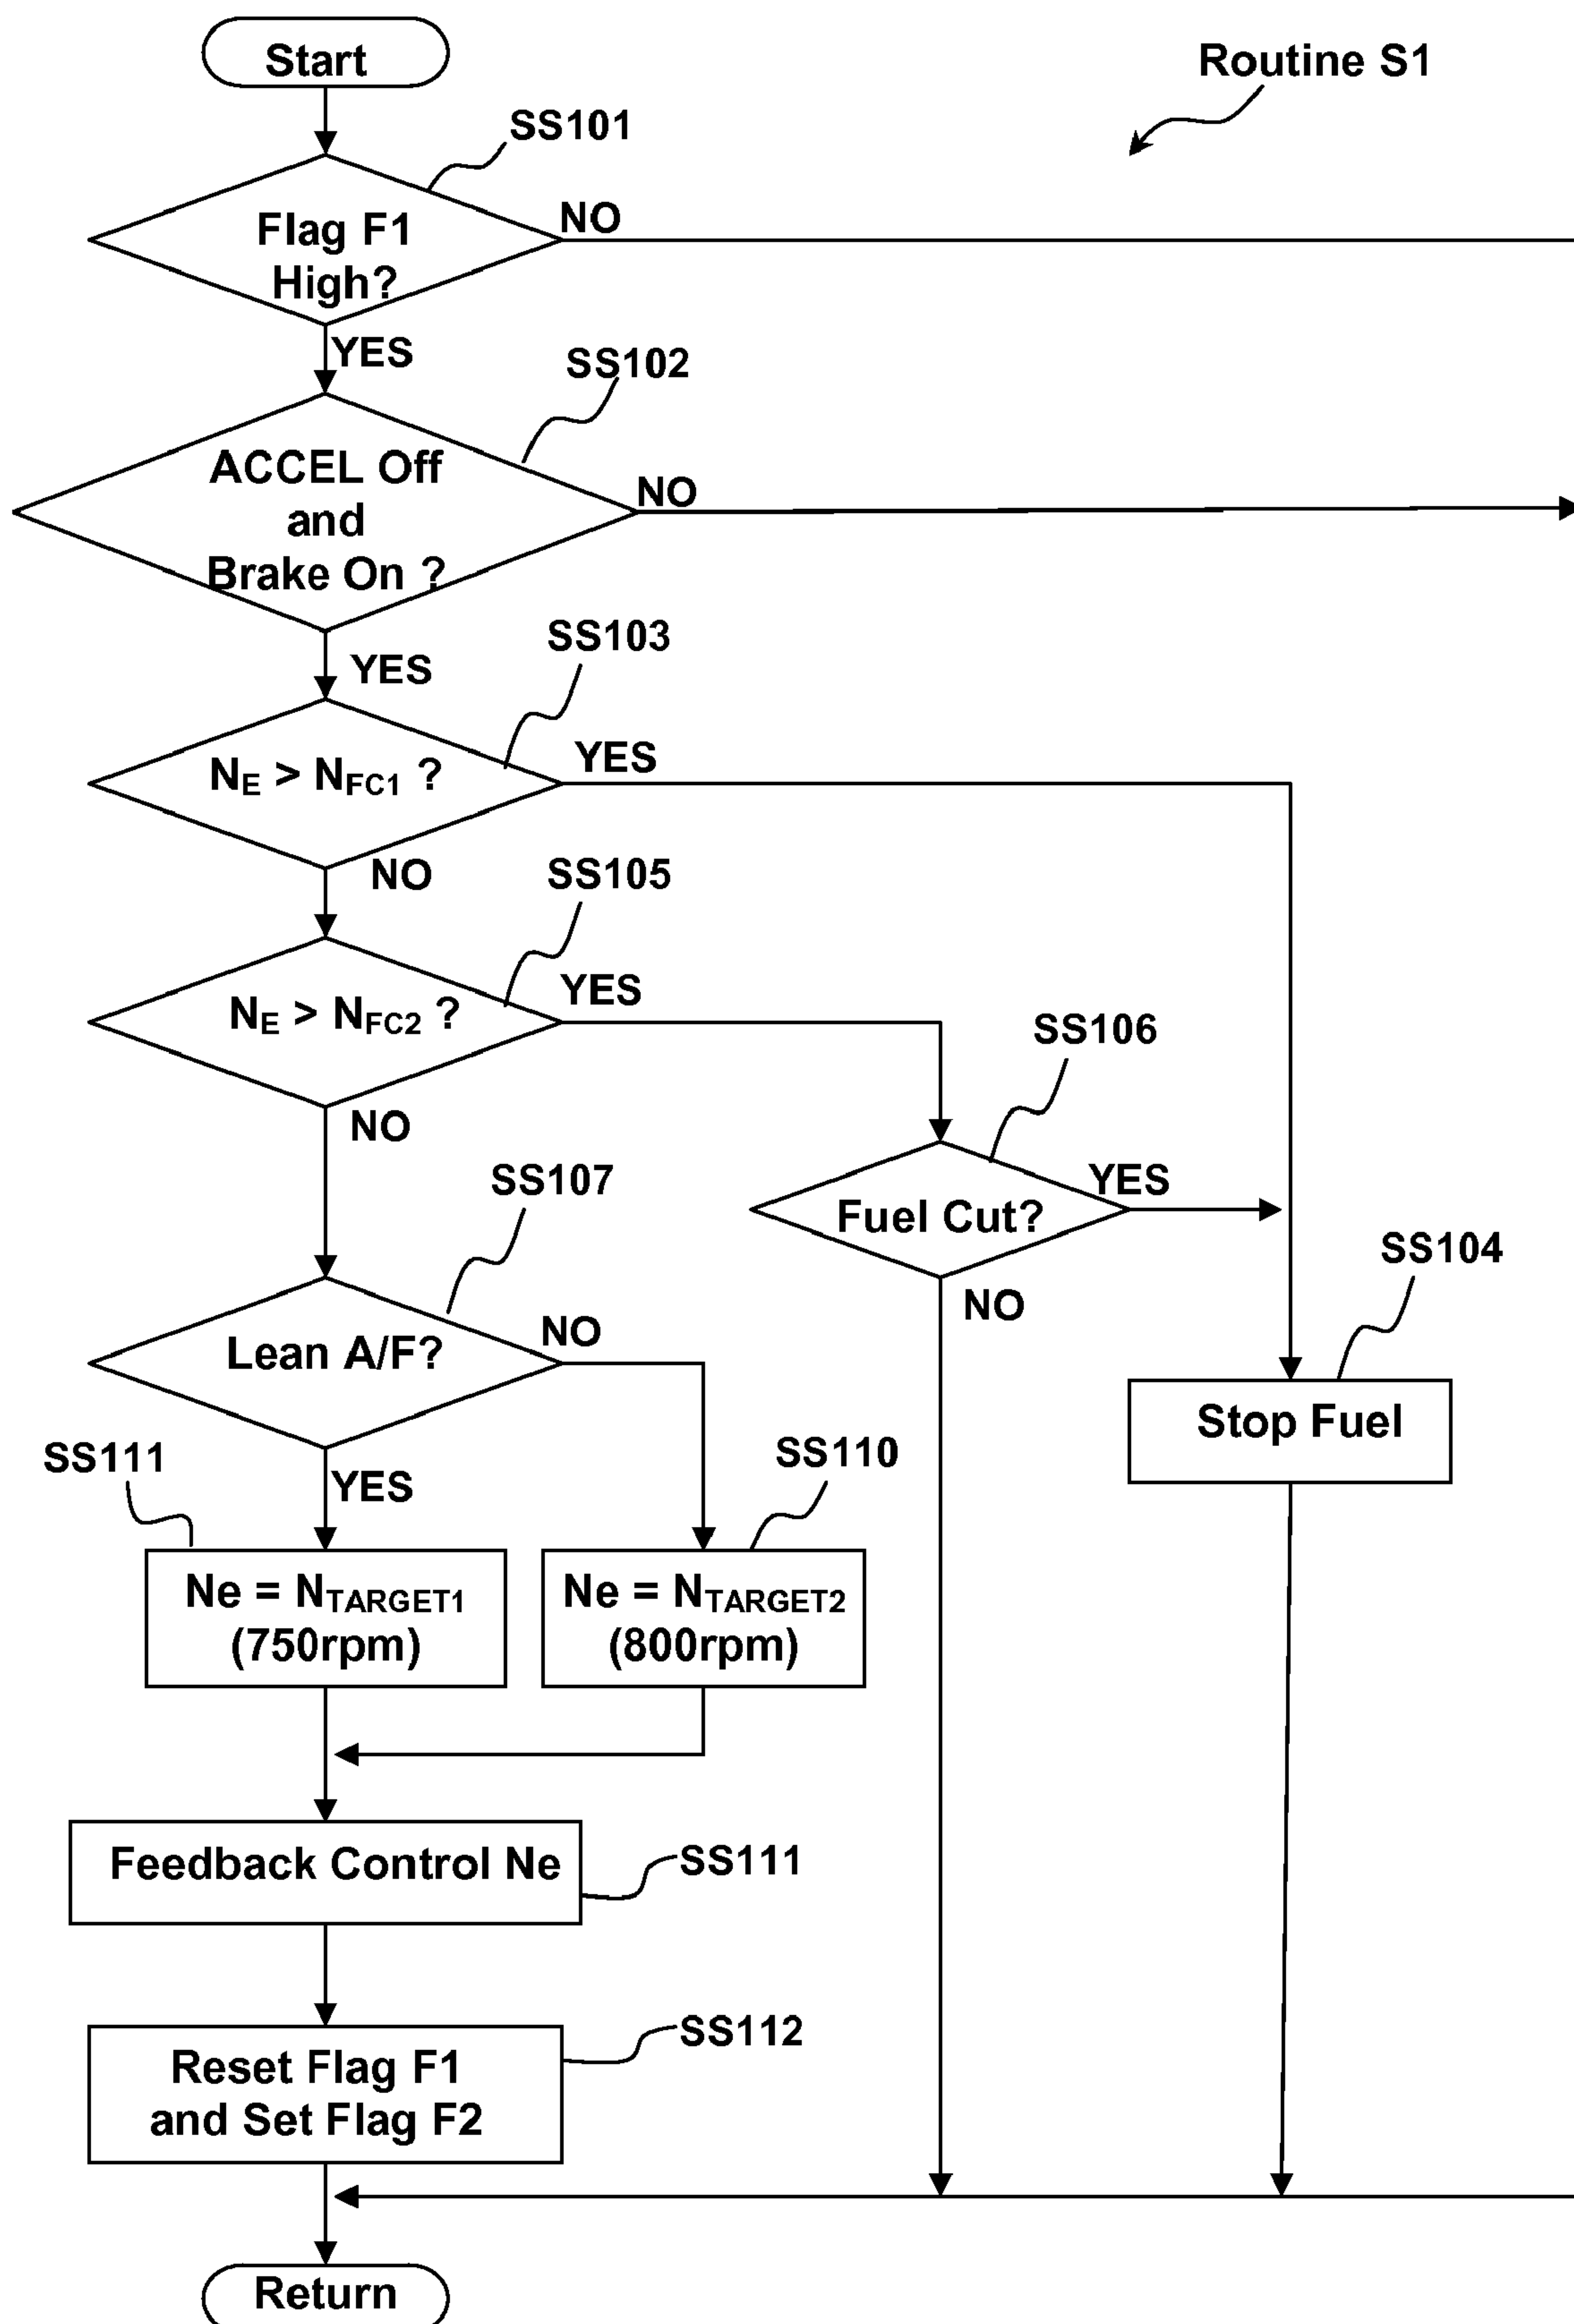 Start
Routine S1
SS101
Flag F1
High?
NO
YES
SS102
ACCEL Off
and
Brake On ?
NO
YES
SS103
NE > NFC1 ?
YES
NO
SS105
NE > NFC2 ?
YES
NO
SS106
Fuel Cut?
YES
NO
SS107
Lean A/F?
NO
YES
SS104
Stop Fuel
SS111
Ne = NTARGET1
(750rpm)
SS110
Ne = NTARGET2
(800rpm)
Feedback Control Ne
SS111
SS112
Reset Flag F1
and Set Flag F2
Return